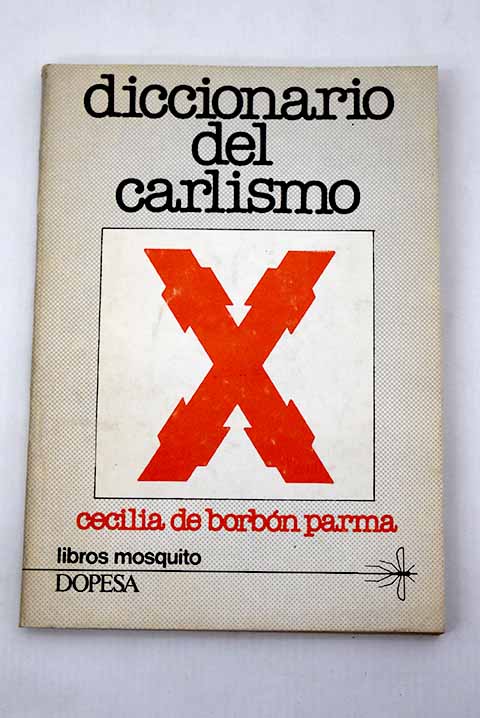 diccionario
del
carlismo
cecilia de borbón parma
libros mosquito
DOPESA